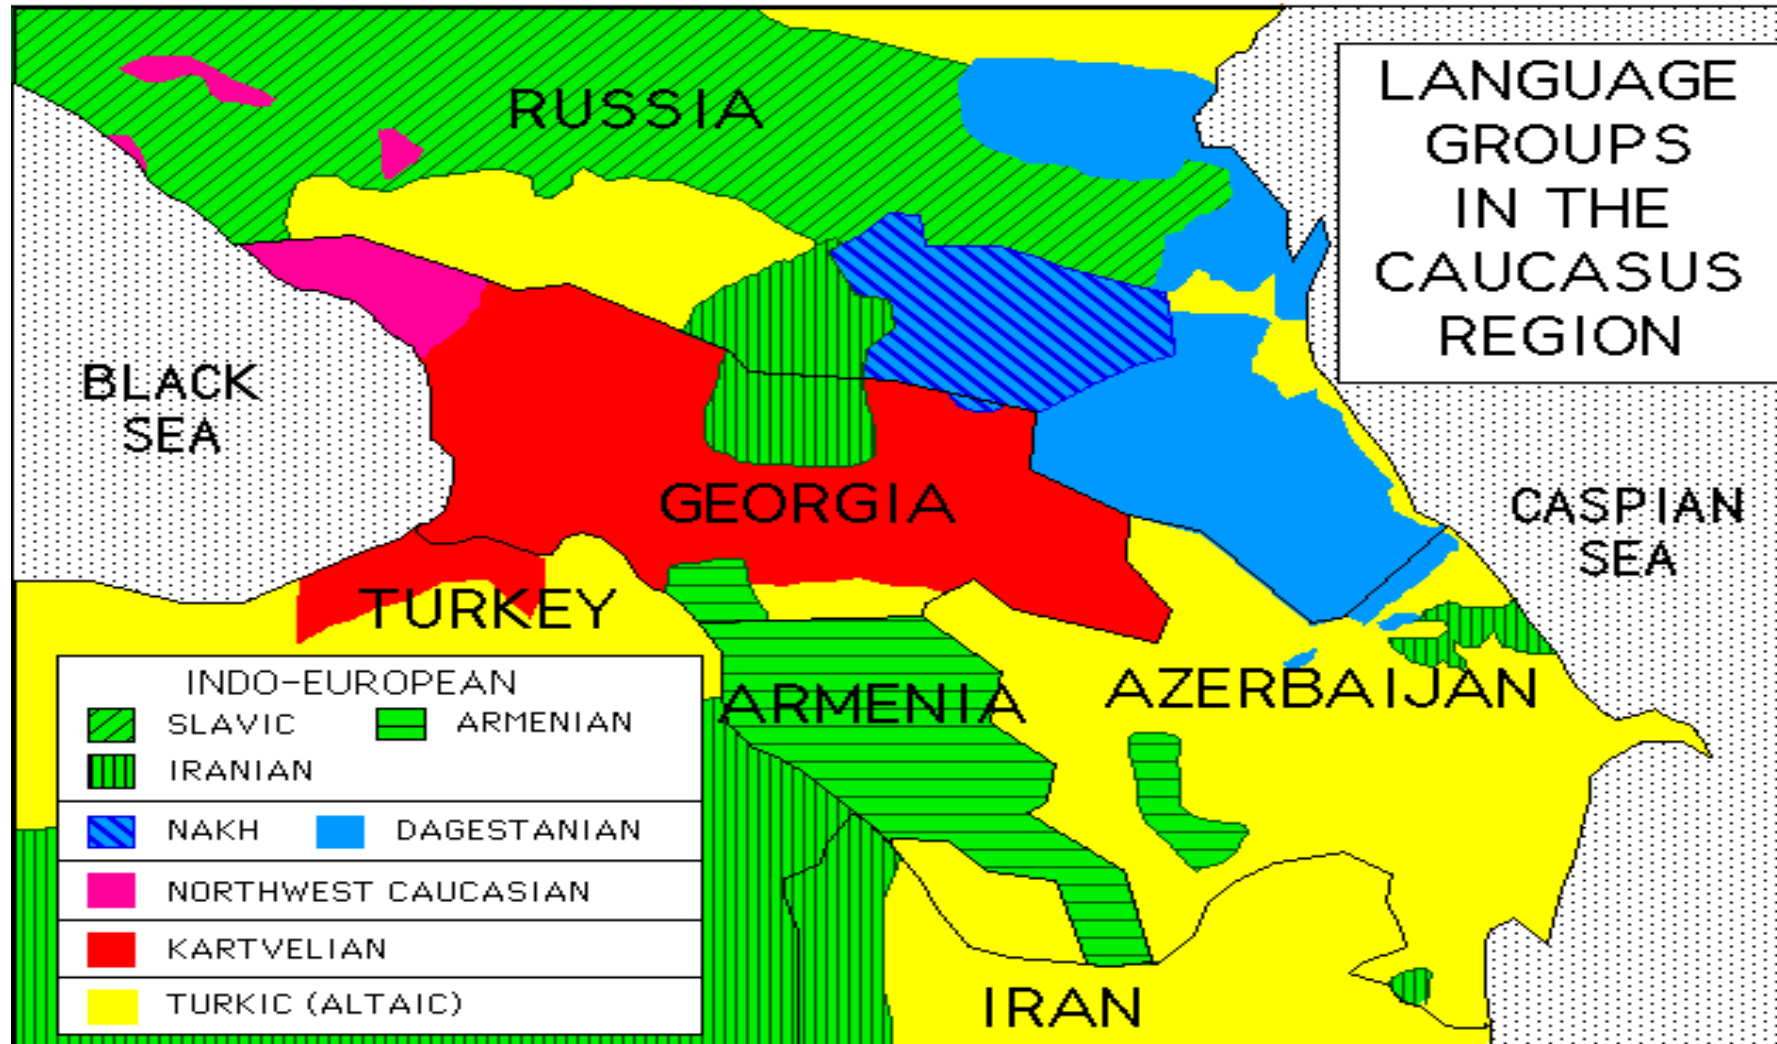 LANGUAGE
GROUPS
IN THE
CAUCASUS
REGION
RUSSIA
BLACK
SEA
GEORGIA
CASPIAN
SEA
TURKEY
ARMENIA
AZERBAIJAN
IRAN
INDO-EUROPEAN
SLAVIC ARMENIAN
IRANIAN
NAKH DAGESTANIAN
NORTHWEST CAUCASIAN
KARTVELIAN
TURKIC (ALTAIC)